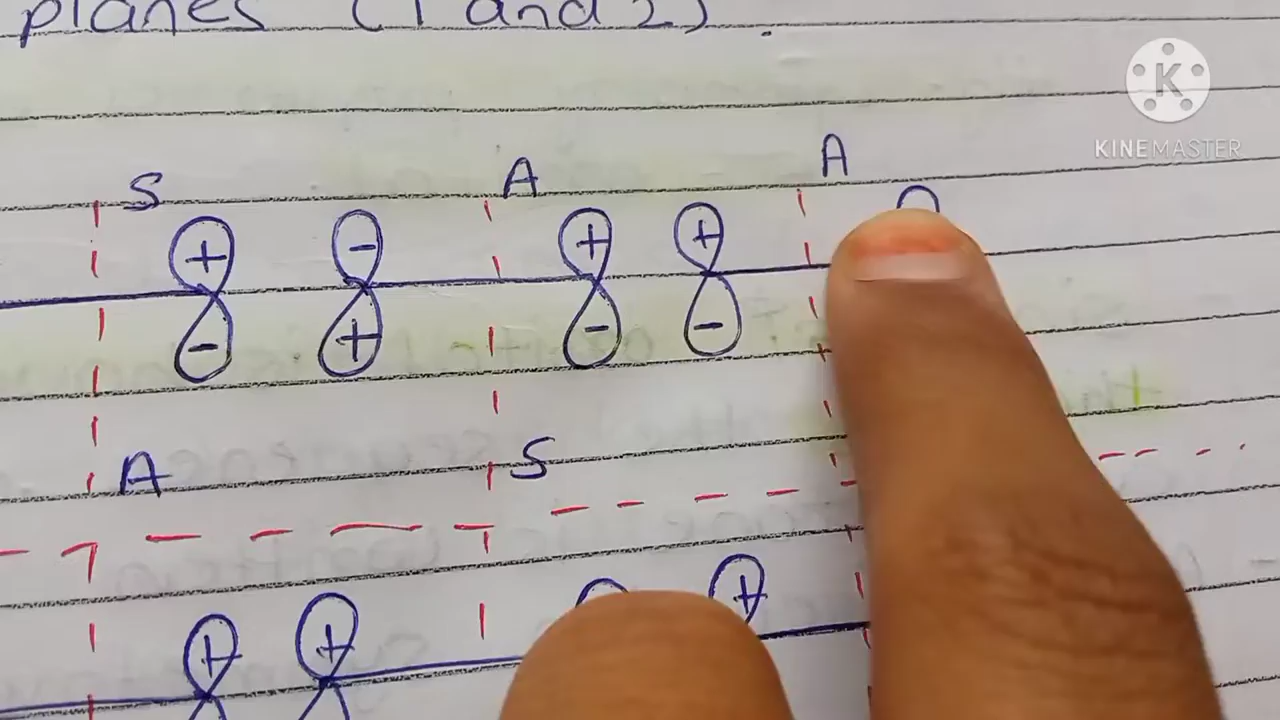 planes (1 and 2).
K
KINEMASTER
S A A
+ - + +
- + - -
A S
+ + +